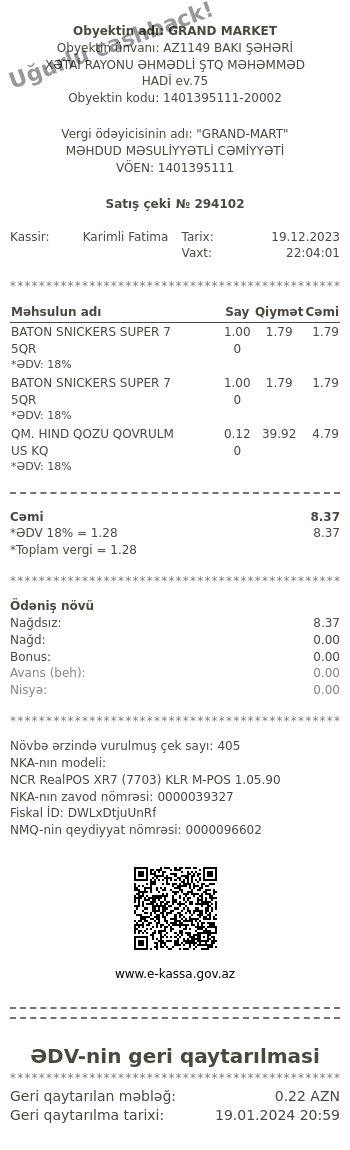 Uğurlu cashback!
Obyektin adı: GRAND MARKET
Obyektin ünvanı: AZ1149 BAKI ŞƏHƏRİ
XƏTAİ RAYONU ƏHMƏDLİ ŞTQ MƏHƏMMƏD
HADİ ev.75
Obyektin kodu: 1401395111-20002
Vergi ödəyicisinin adı: "GRAND-MART"
MƏHDUD MƏSULİYYƏTLİ CƏMİYYƏTİ
VÖEN: 1401395111
Satış çeki № 294102
Kassir: Karimli Fatima Tarix: 19.12.2023
Vaxt: 22:04:01
********************************************
Məhsulun adı Say Qiymət Cəmi
BATON SNICKERS SUPER 7 1.00 1.79 1.79
5QR 0
*ƏDV: 18%
BATON SNICKERS SUPER 7 1.00 1.79 1.79
5QR 0
*ƏDV: 18%
QM. HIND QOZU QOVRULM 0.12 39.92 4.79
US KQ 0
*ƏDV: 18%
Cəmi 8.37
*ƏDV 18% = 1.28 8.37
*Toplam vergi = 1.28
********************************************
Ödəniş növü
Nağdsız: 8.37
Nağd: 0.00
Bonus: 0.00
Avans (beh): 0.00
Nisyə: 0.00
********************************************
Növbə ərzində vurulmuş çek sayı: 405
NKA-nın modeli:
NCR RealPOS XR7 (7703) KLR M-POS 1.05.90
NKA-nın zavod nömrəsi: 0000039327
Fiskal İD: DWLxDtjuUnRf
NMQ-nin qeydiyyat nömrəsi: 0000096602
www.e-kassa.gov.az
ƏDV-nin geri qaytarılması
********************************************
Geri qaytarılan məbləğ: 0.22 AZN
Geri qaytarılma tarixi: 19.01.2024 20:59